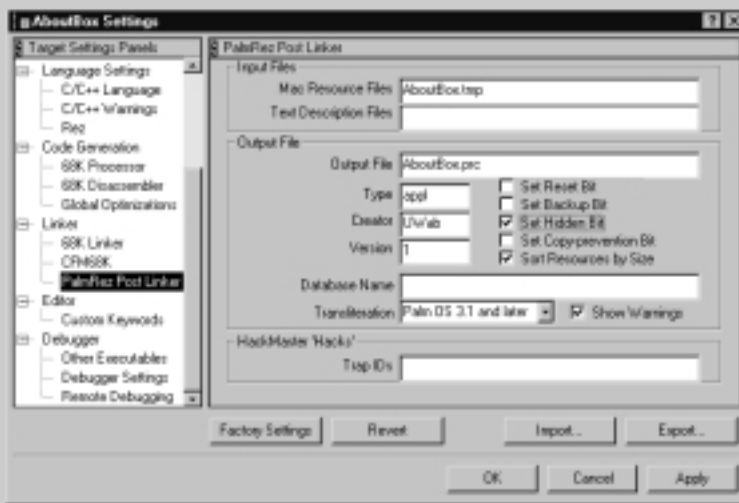 AboutBox Settings
Target Settings Panels
Language Settings
C/C++ Language
C/C++ Warnings
Rez
Code Generation
68K Processor
68K Disassembler
Global Optimizations
Linker
68K Linker
CFM68K
PalmRez Post Linker
Editor
Custom Keywords
Debugger
Other Executables
Debugger Settings
Remote Debugging
PalmRez Post Linker
Input Files
Mac Resource Files AboutBox.tmp
Text Description Files
Output File
Output File AboutBox.prc
Type appl
Creator UWab
Version 1
Set Reset Bit
Set Backup Bit
Set Hidden Bit
Set Copy-prevention Bit
Sort Resources by Size
Database Name
Transliteration Palm OS 3.1 and later Show Warnings
HackMaster 'Hacks'
Trap IDs
Factory Settings Revert Import... Export...
OK Cancel Apply